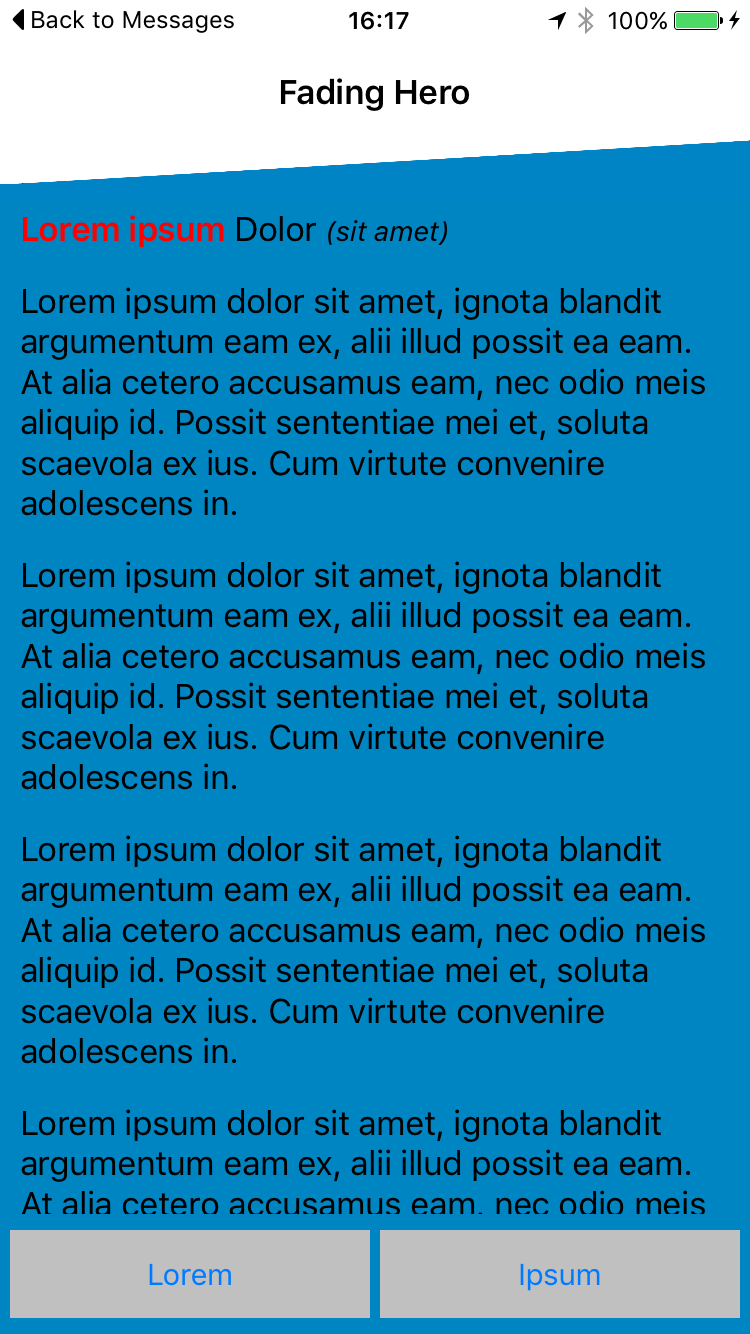 Back to Messages 16:17 100%
Fading Hero
Lorem ipsum Dolor (sit amet)
Lorem ipsum dolor sit amet, ignota blandit
argumentum eam ex, alii illud possit ea eam.
At alia cetero accusamus eam, nec odio meis
aliquip id. Possit sententiae mei et, soluta
scaevola ex ius. Cum virtute convenire
adolescens in.
Lorem ipsum dolor sit amet, ignota blandit
argumentum eam ex, alii illud possit ea eam.
At alia cetero accusamus eam, nec odio meis
aliquip id. Possit sententiae mei et, soluta
scaevola ex ius. Cum virtute convenire
adolescens in.
Lorem ipsum dolor sit amet, ignota blandit
argumentum eam ex, alii illud possit ea eam.
At alia cetero accusamus eam, nec odio meis
aliquip id. Possit sententiae mei et, soluta
scaevola ex ius. Cum virtute convenire
adolescens in.
Lorem ipsum dolor sit amet, ignota blandit
argumentum eam ex, alii illud possit ea eam.
At alia cetero accusamus eam, nec odio meis
Lorem Ipsum